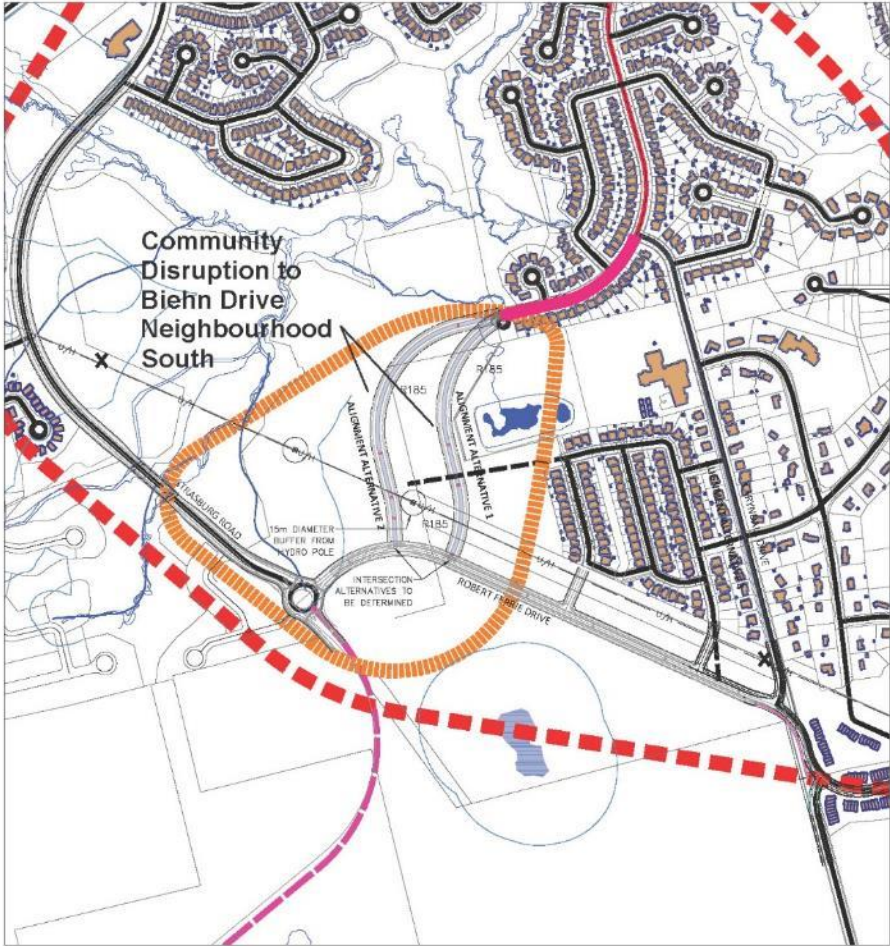 Community
Disruption to
Biehn Drive
Neighbourhood
South
U/H
U/H
U/H
U/H
U/H
U/H
R185
R185
R185
ALIGNMENT ALTERNATIVE 2
ALIGNMENT ALTERNATIVE 1
STRASBURG ROAD
15m DIAMETER
BUFFER FROM
HYDRO POLE
INTERSECTION
ALTERNATIVES TO
BE DETERMINED
ROBERT FERRIE DRIVE